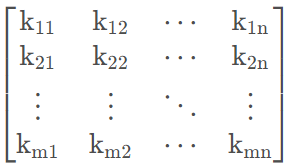 k₁₁ k₁₂ ⋯ k₁ₙ
k₂₁ k₂₂ ⋯ k₂ₙ
⋮ ⋮ ⋱ ⋮
kₘ₁ kₘ₂ ⋯ kₘₙ